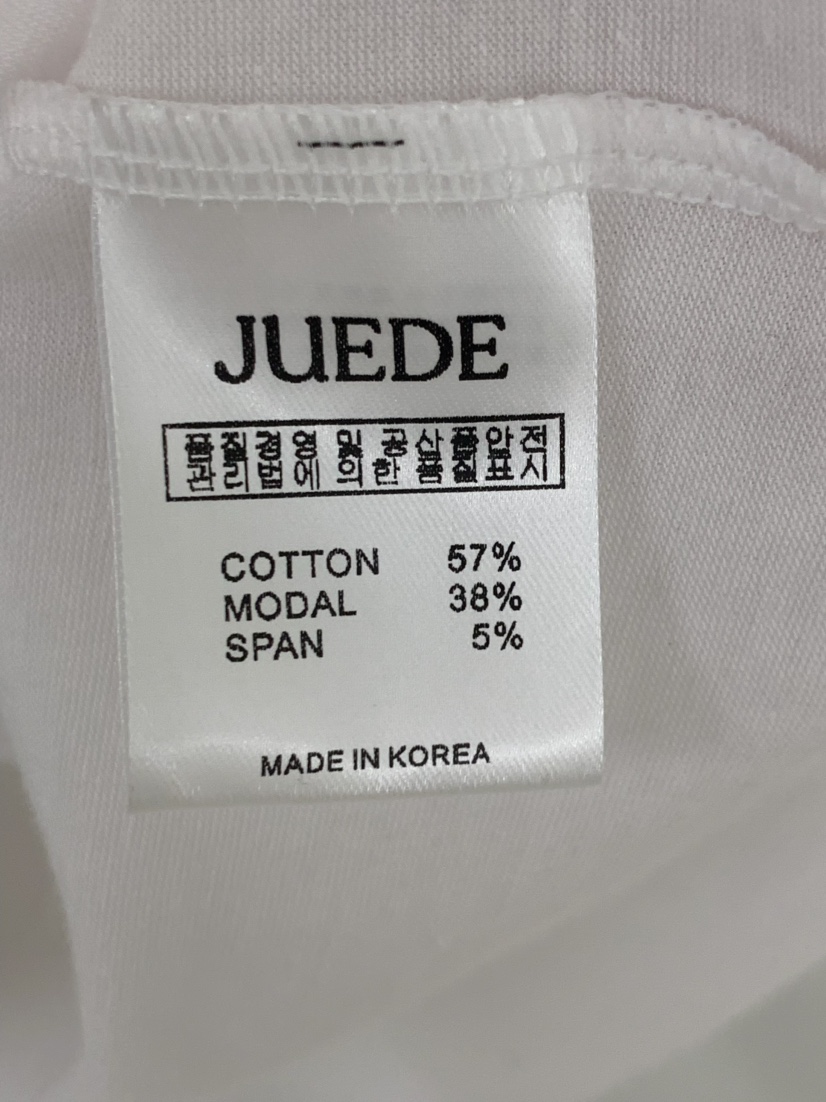 JUEDE
품질경영 및 공산품안전
관리법에 의한 품질표시
COTTON 57%
MODAL 38%
SPAN 5%
MADE IN KOREA